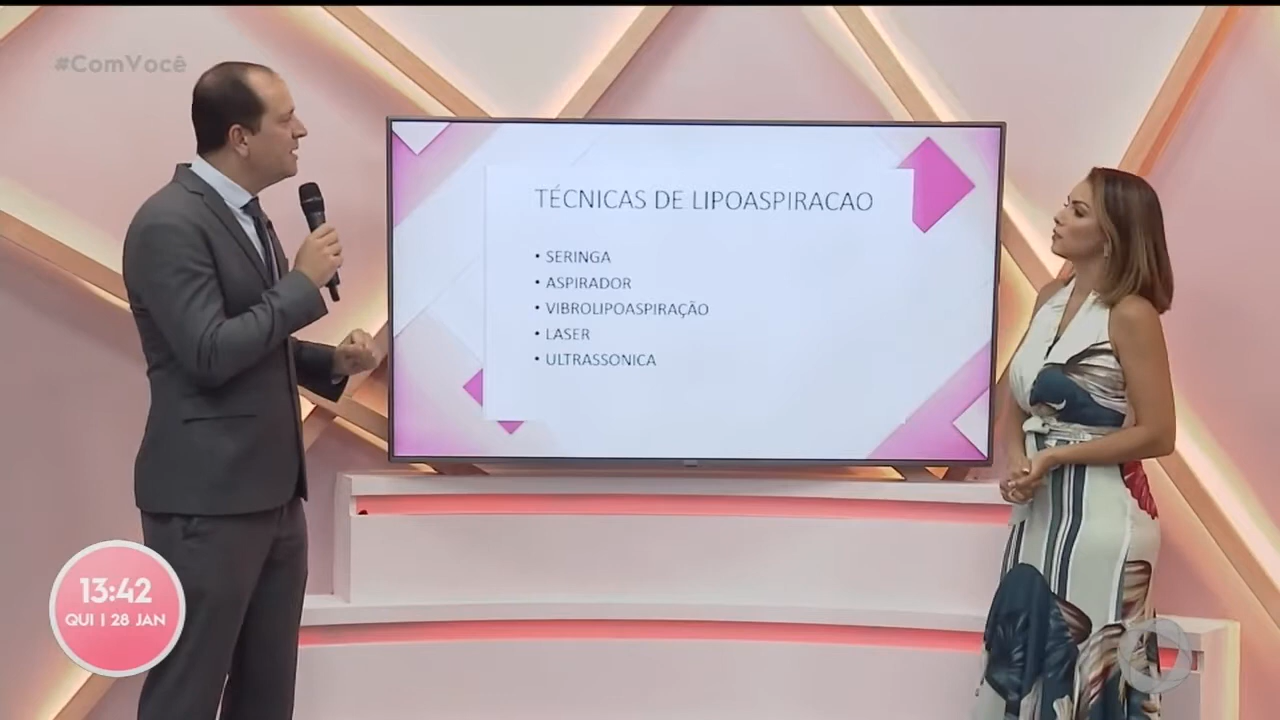 #ComVocê
TÉCNICAS DE LIPOASPIRACAO
• SERINGA
• ASPIRADOR
• VIBROLIPOASPIRAÇÃO
• LASER
• ULTRASSONICA
13:42
QUI | 28 JAN